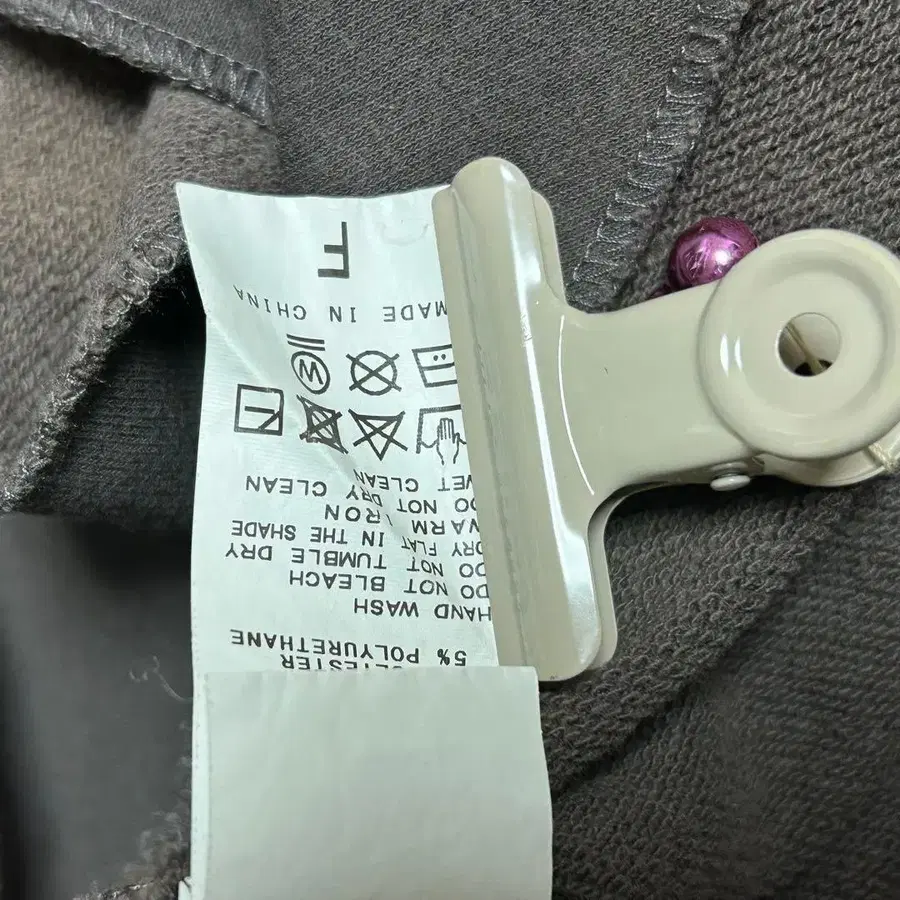 5% POLYURETHANE
HAND WASH
DO NOT BLEACH
DO NOT TUMBLE DRY
DRY FLAT IN THE SHADE
WARM IRON
DO NOT DRY CLEAN
WET CLEAN
W
MADE IN CHINA
F